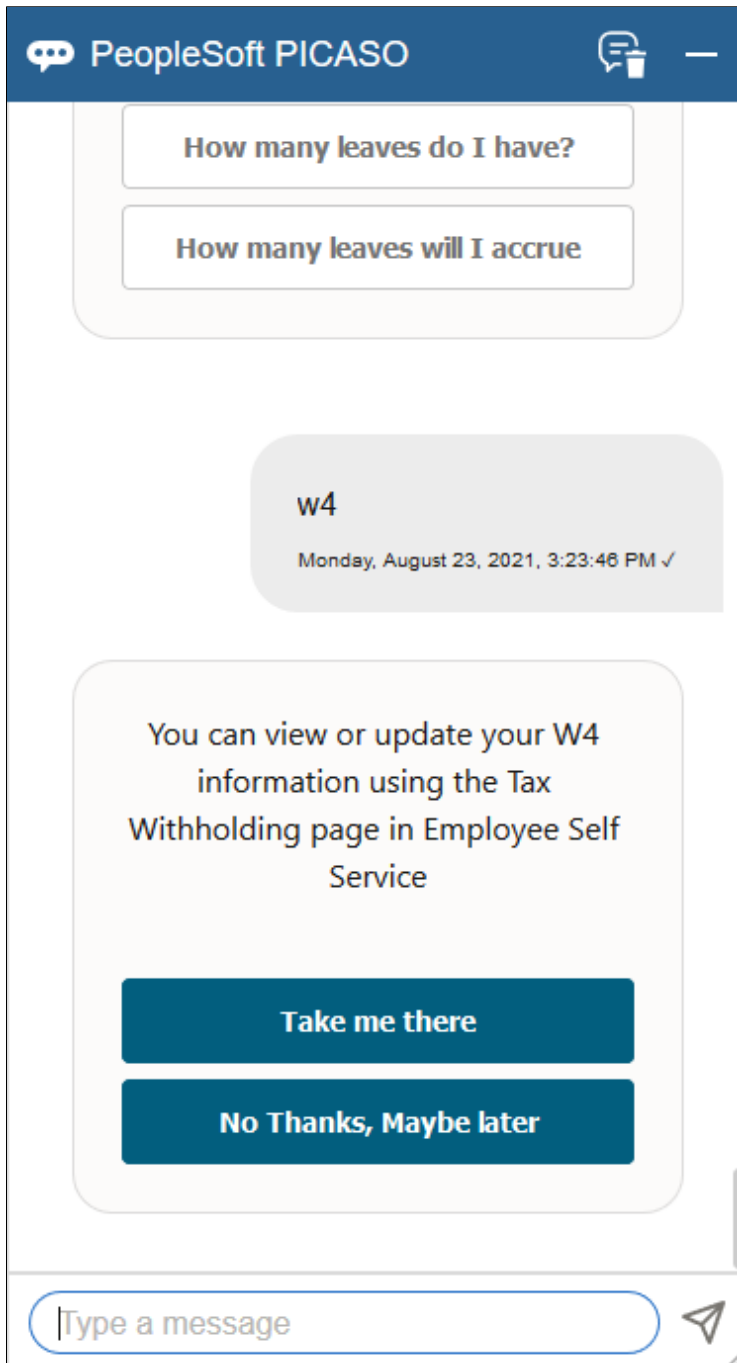 PeopleSoft PICASO
How many leaves do I have?
How many leaves will I accrue
w4
Monday, August 23, 2021, 3:23:46 PM ✓
You can view or update your W4
information using the Tax
Withholding page in Employee Self
Service
Take me there
No Thanks, Maybe later
Type a message